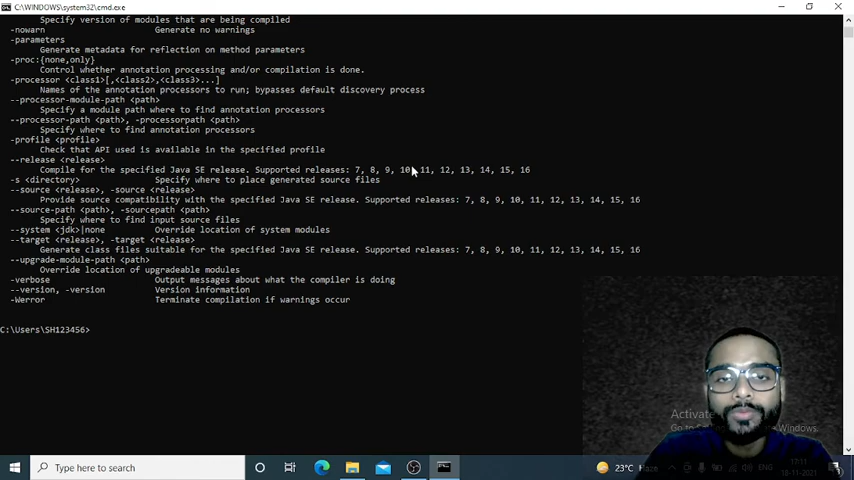 C:\WINDOWS\system32\cmd.exe
Specify version of modules that are being compiled
-nowarn Generate no warnings
-parameters
Generate metadata for reflection on method parameters
-proc:{none,only}
Control whether annotation processing and/or compilation is done.
-processor <class1>[,<class2>,<class3>...]
Names of the annotation processors to run; bypasses default discovery process
--processor-module-path <path>
Specify a module path where to find annotation processors
--processor-path <path>, -processorpath <path>
Specify where to find annotation processors
-profile <profile>
Check that API used is available in the specified profile
--release <release>
Compile for the specified Java SE release. Supported releases: 7, 8, 9, 10, 11, 12, 13, 14, 15, 16
-s <directory> Specify where to place generated source files
--source <release>, -source <release>
Provide source compatibility with the specified Java SE release. Supported releases: 7, 8, 9, 10, 11, 12, 13, 14, 15, 16
--source-path <path>, -sourcepath <path>
Specify where to find input source files
--system <jdk>|none Override location of system modules
--target <release>, -target <release>
Generate class files suitable for the specified Java SE release. Supported releases: 7, 8, 9, 10, 11, 12, 13, 14, 15, 16
--upgrade-module-path <path>
Override location of upgradeable modules
-verbose Output messages about what the compiler is doing
--version, -version Version information
-Werror Terminate compilation if warnings occur
C:\Users\SH123456>
Activate
Go to Windows.
Type here to search
23°C Haze
ENG
17:11
18-11-2021